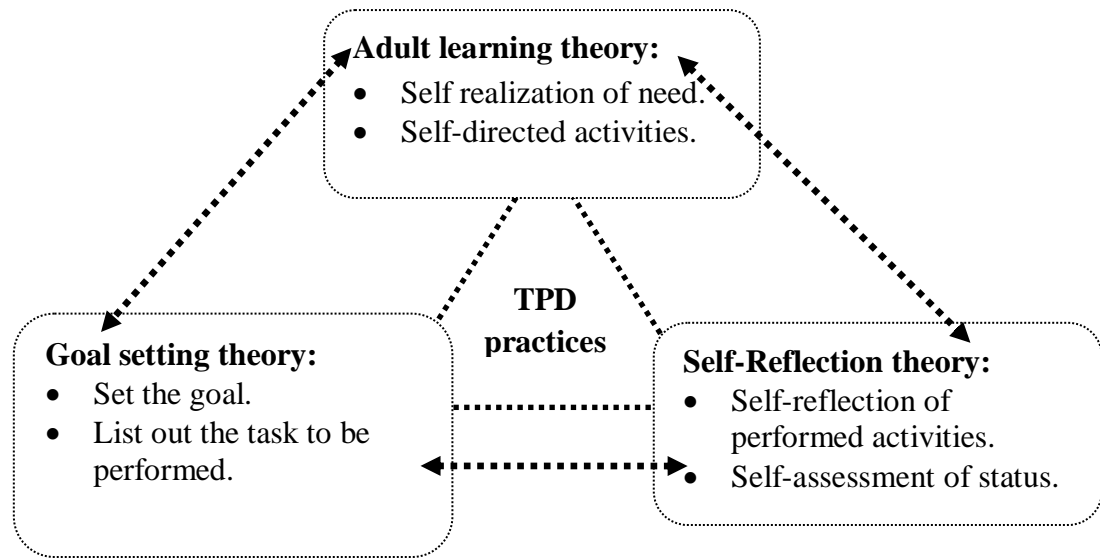 Adult learning theory:
• Self realization of need.
• Self-directed activities.
TPD
practices
Goal setting theory:
• Set the goal.
• List out the task to be
performed.
Self-Reflection theory:
• Self-reflection of
performed activities.
• Self-assessment of status.